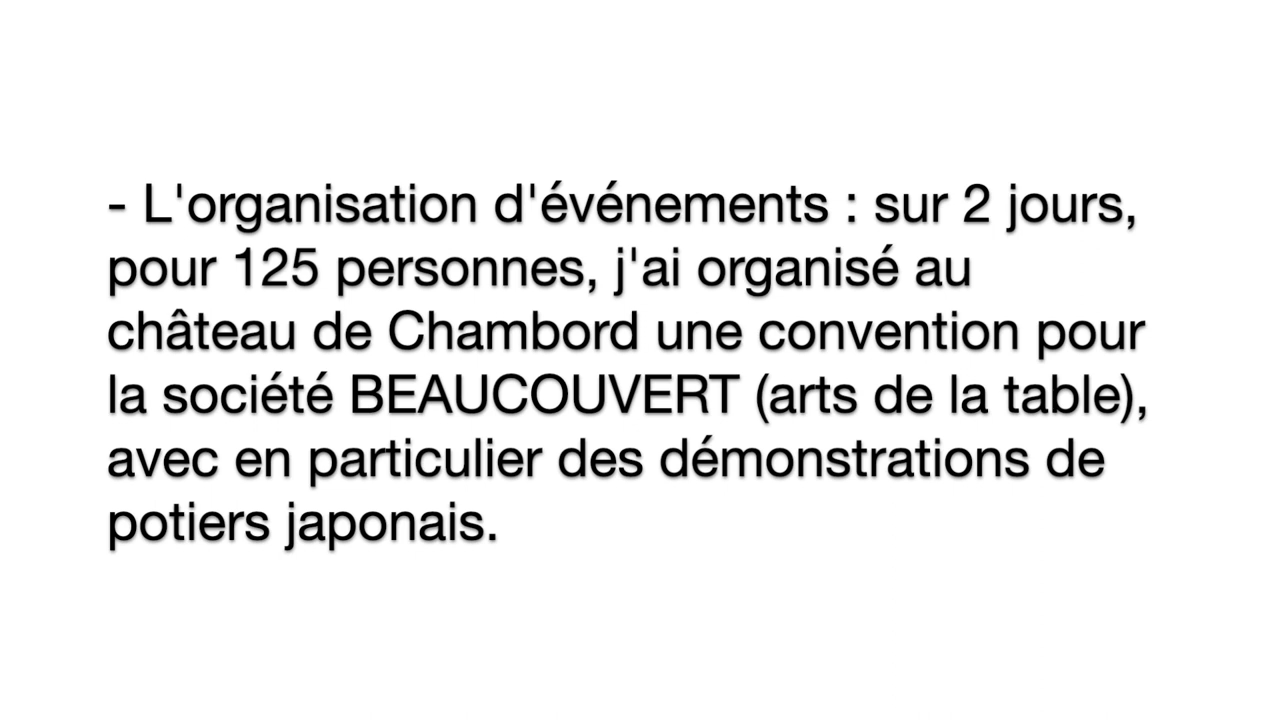 - L'organisation d'événements : sur 2 jours,
pour 125 personnes, j'ai organisé au
château de Chambord une convention pour
la société BEAUCOUVERT (arts de la table),
avec en particulier des démonstrations de
potiers japonais.